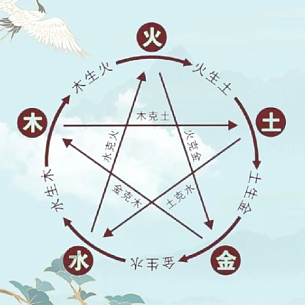 火
木生火
火生土
木
木克土
土
水克火
火克金
金克木
土克水
水生木
土生金
水
金生水
金